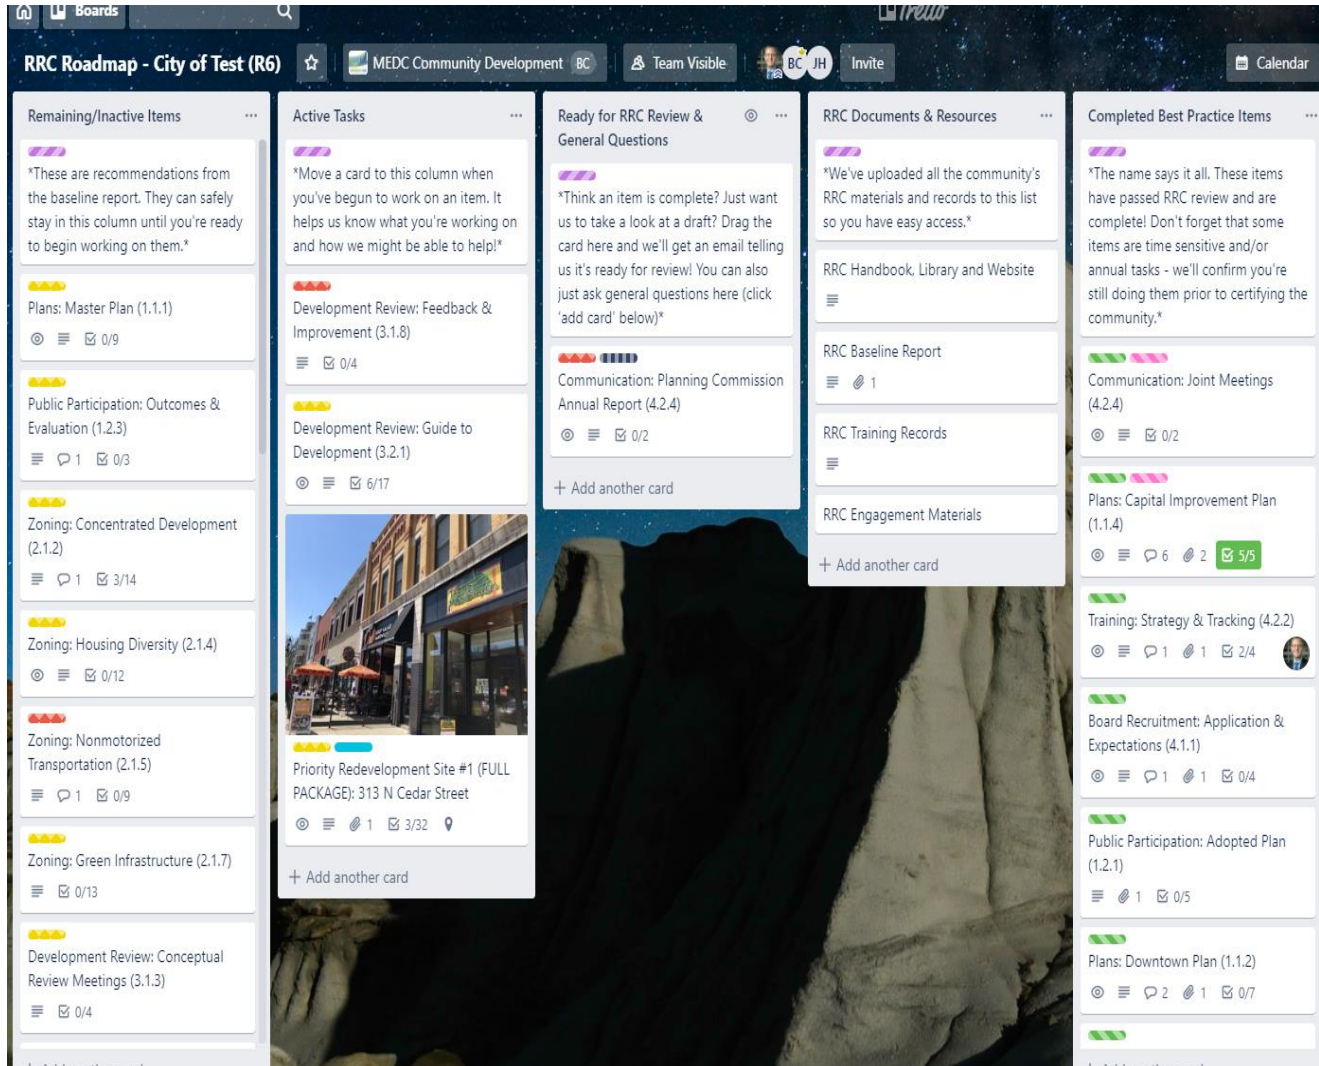 Boards
Trello
RRC Roadmap - City of Test (R6)
MEDC Community Development BC
Team Visible
BC
JH
Invite
Calendar
Remaining/Inactive Items
*These are recommendations from
the baseline report. They can safely
stay in this column until you're ready
to begin working on them.*
Plans: Master Plan (1.1.1)
0/9
Public Participation: Outcomes &
Evaluation (1.2.3)
1 0/3
Zoning: Concentrated Development
(2.1.2)
1 3/14
Zoning: Housing Diversity (2.1.4)
0/12
Zoning: Nonmotorized
Transportation (2.1.5)
1 0/9
Zoning: Green Infrastructure (2.1.7)
0/13
Development Review: Conceptual
Review Meetings (3.1.3)
0/4
Active Tasks
*Move a card to this column when
you've begun to work on an item. It
helps us know what you're working on
and how we might be able to help!*
Development Review: Feedback &
Improvement (3.1.8)
0/4
Development Review: Guide to
Development (3.2.1)
6/17
Priority Redevelopment Site #1 (FULL
PACKAGE): 313 N Cedar Street
1 3/32
+ Add another card
Ready for RRC Review &
General Questions
*Think an item is complete? Just want
us to take a look at a draft? Drag the
card here and we'll get an email telling
us it's ready for review! You can also
just ask general questions here (click
'add card' below)*
Communication: Planning Commission
Annual Report (4.2.4)
0/2
+ Add another card
RRC Documents & Resources
*We've uploaded all the community's
RRC materials and records to this list
so you have easy access.*
RRC Handbook, Library and Website
RRC Baseline Report
1
RRC Training Records
RRC Engagement Materials
+ Add another card
Completed Best Practice Items
*The name says it all. These items
have passed RRC review and are
complete! Don't forget that some
items are time sensitive and/or
annual tasks - we'll confirm you're
still doing them prior to certifying the
community.*
Communication: Joint Meetings
(4.2.4)
0/2
Plans: Capital Improvement Plan
(1.1.4)
6 2 5/5
Training: Strategy & Tracking (4.2.2)
1 1 2/4
Board Recruitment: Application &
Expectations (4.1.1)
1 1 0/4
Public Participation: Adopted Plan
(1.2.1)
1 0/5
Plans: Downtown Plan (1.1.2)
2 1 0/7